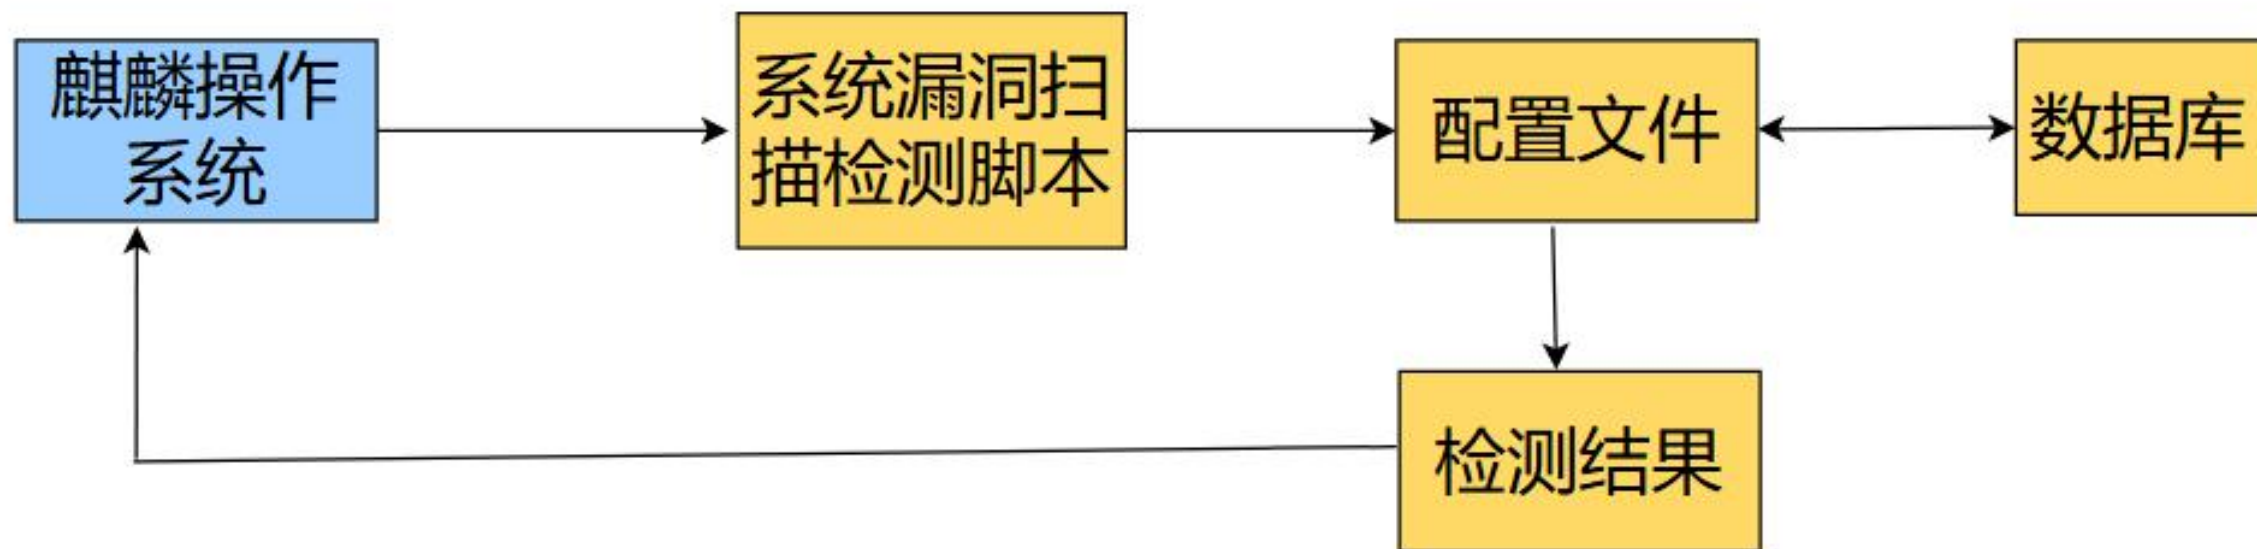 麒麟操作
系统
系统漏洞扫
描检测脚本
配置文件
数据库
检测结果